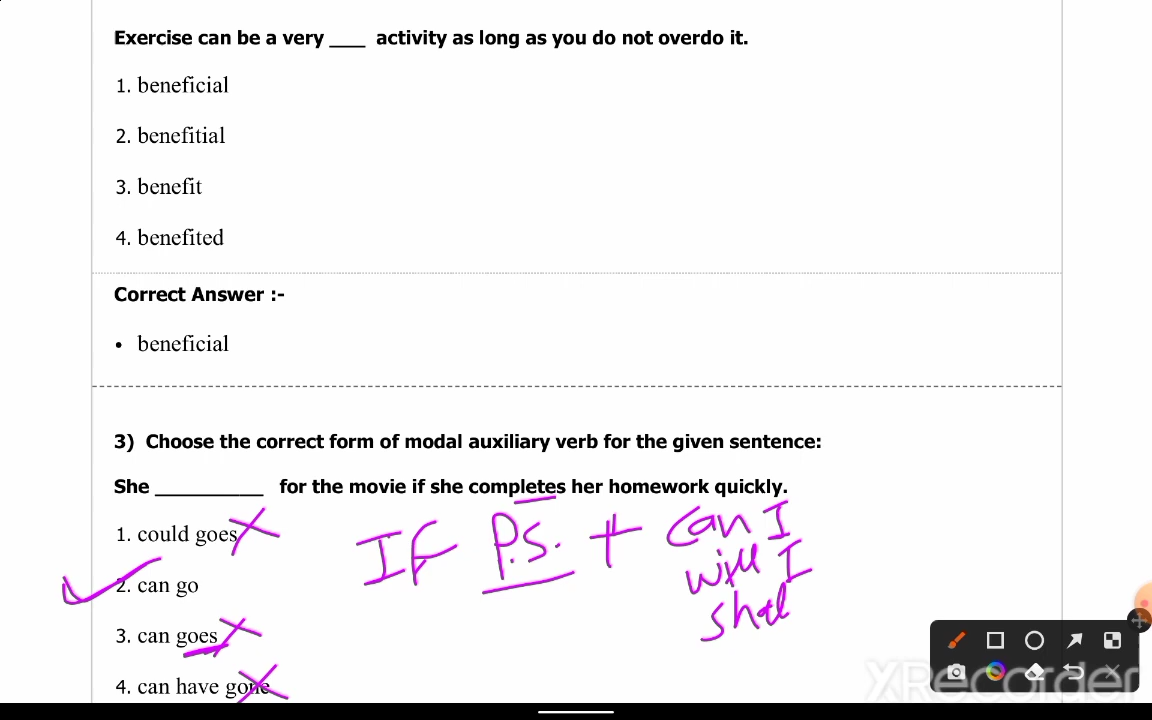 Exercise can be a very ___ activity as long as you do not overdo it.
1. beneficial
2. benefitial
3. benefit
4. benefited
Correct Answer :-
• beneficial
3) Choose the correct form of modal auxiliary verb for the given sentence:
She __________ for the movie if she completes her homework quickly.
1. could goes
2. can go
3. can goes
4. can have gone
If P.S. + can I
will I
shal
XRecorder